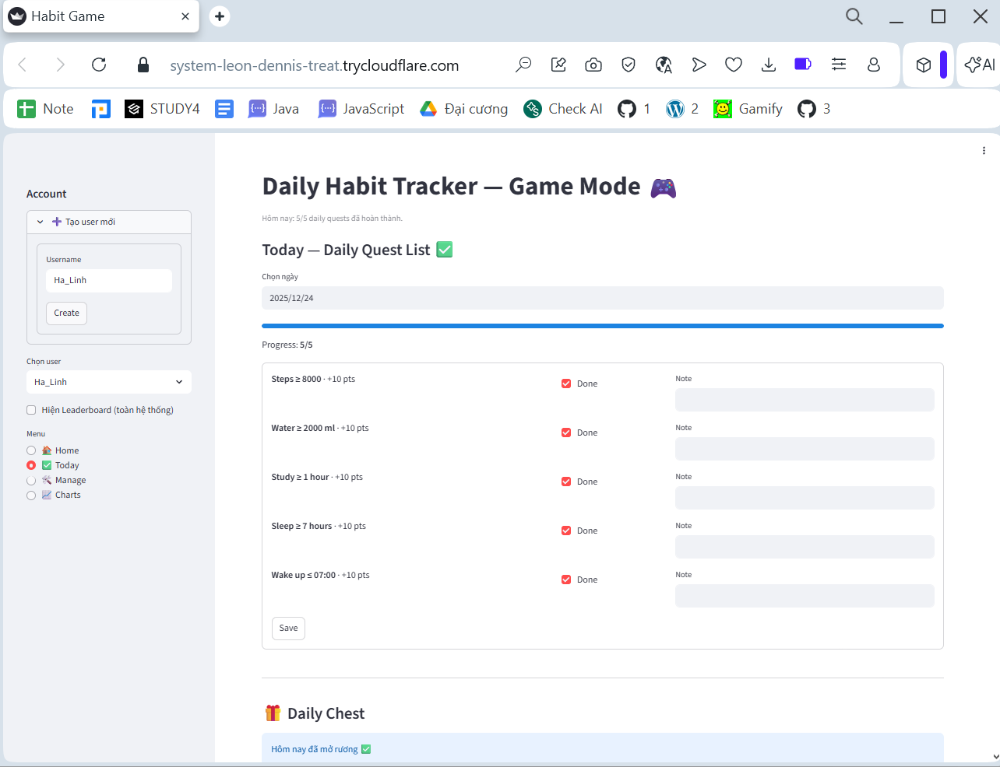 Habit Game
system-leon-dennis-treat.trycloudflare.com
AI
Note
STUDY4
Java
JavaScript
Đại cương
Check AI
1
2
Gamify
3
Account
Tạo user mới
Username
Ha_Linh
Create
Chọn user
Ha_Linh
Hiện Leaderboard (toàn hệ thống)
Menu
Home
Today
Manage
Charts
Daily Habit Tracker — Game Mode
Hôm nay: 5/5 daily quests đã hoàn thành.
Today — Daily Quest List
Chọn ngày
2025/12/24
Progress: 5/5
Steps ≥ 8000 · +10 pts
Done
Note
Water ≥ 2000 ml · +10 pts
Done
Note
Study ≥ 1 hour · +10 pts
Done
Note
Sleep ≥ 7 hours · +10 pts
Done
Note
Wake up ≤ 07:00 · +10 pts
Done
Note
Save
Daily Chest
Hôm nay đã mở rương